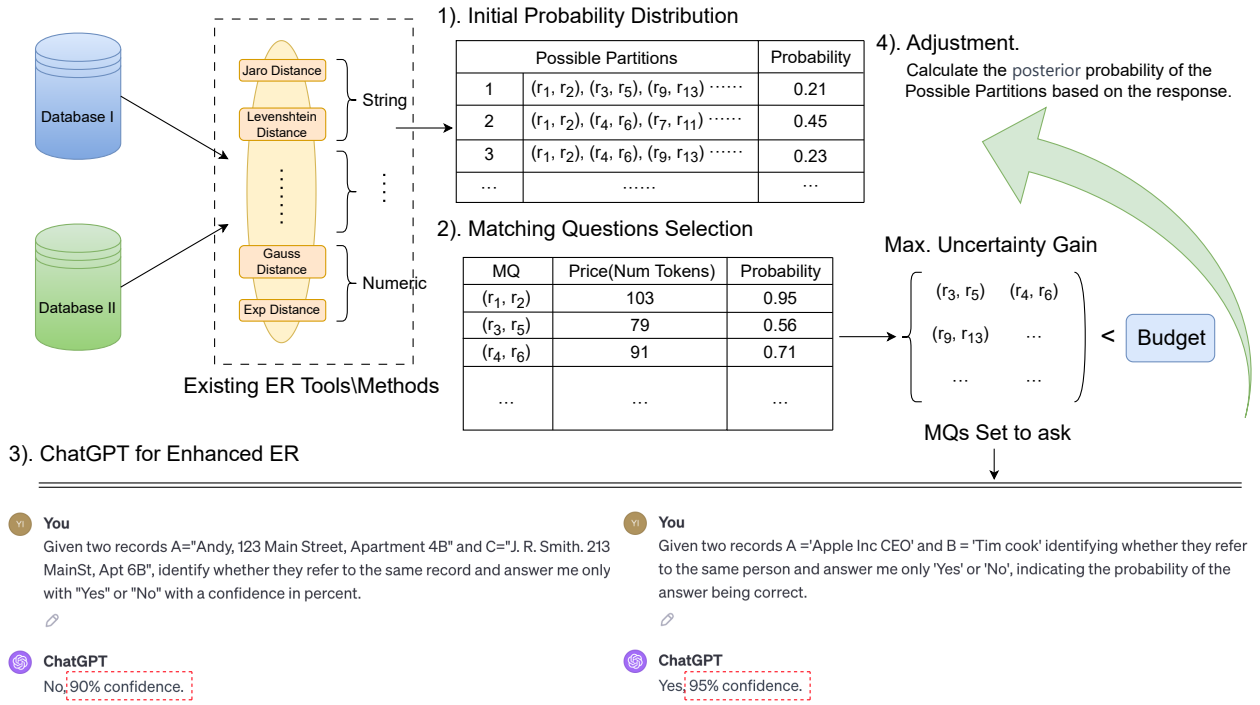 Database I
Database II
Jaro Distance
Levenshtein
Distance
Gauss
Distance
Exp Distance
String
Numeric
Existing ER Tools\Methods
1). Initial Probability Distribution
Possible Partitions Probability
1 (r1, r2), (r3, r5), (r9, r13) ⋯⋯ 0.21
2 (r1, r2), (r4, r6), (r7, r11) ⋯⋯ 0.45
3 (r1, r2), (r4, r6), (r9, r13) ⋯⋯ 0.23
⋯ ⋯⋯ ⋯
2). Matching Questions Selection
MQ Price(Num Tokens) Probability
(r1, r2) 103 0.95
(r3, r5) 79 0.56
(r4, r6) 91 0.71
⋯ ⋯ ⋯
Max. Uncertainty Gain
(r3, r5) (r4, r6)
(r9, r13) ⋯
⋯ ⋯
< Budget
MQs Set to ask
4). Adjustment.
Calculate the posterior probability of the
Possible Partitions based on the response.
3). ChatGPT for Enhanced ER
YI You
Given two records A="Andy, 123 Main Street, Apartment 4B" and C="J. R. Smith. 213
MainSt, Apt 6B", identify whether they refer to the same record and answer me only
with "Yes" or "No" with a confidence in percent.
ChatGPT
No, 90% confidence.
YI You
Given two records A ='Apple Inc CEO' and B = 'Tim cook' identifying whether they refer
to the same person and answer me only 'Yes' or 'No', indicating the probability of the
answer being correct.
ChatGPT
Yes, 95% confidence.